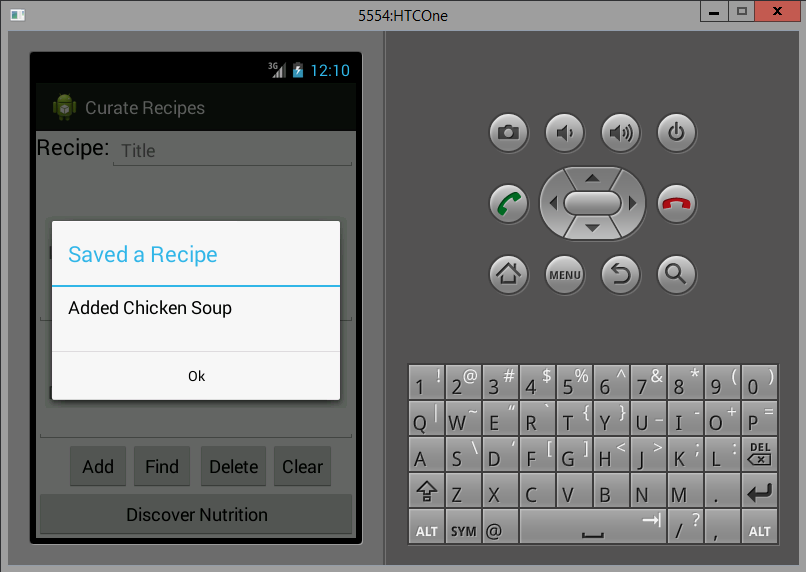 5554:HTCOne
3G 12:10
Curate Recipes
Recipe: Title
Saved a Recipe
Added Chicken Soup
Ok
Add Find Delete Clear
Discover Nutrition
MENU
1 ! 2 @ 3 # 4 $ 5 % 6 ^ 7 & 8 * 9 ( 0 )
Q | W ~ E “ R ` T { Y } U _ I - O + P =
A S \ D ‘ F [ G ] H < J > K ; L : DEL
Z X C V B N M .
ALT SYM @ / ? , ALT